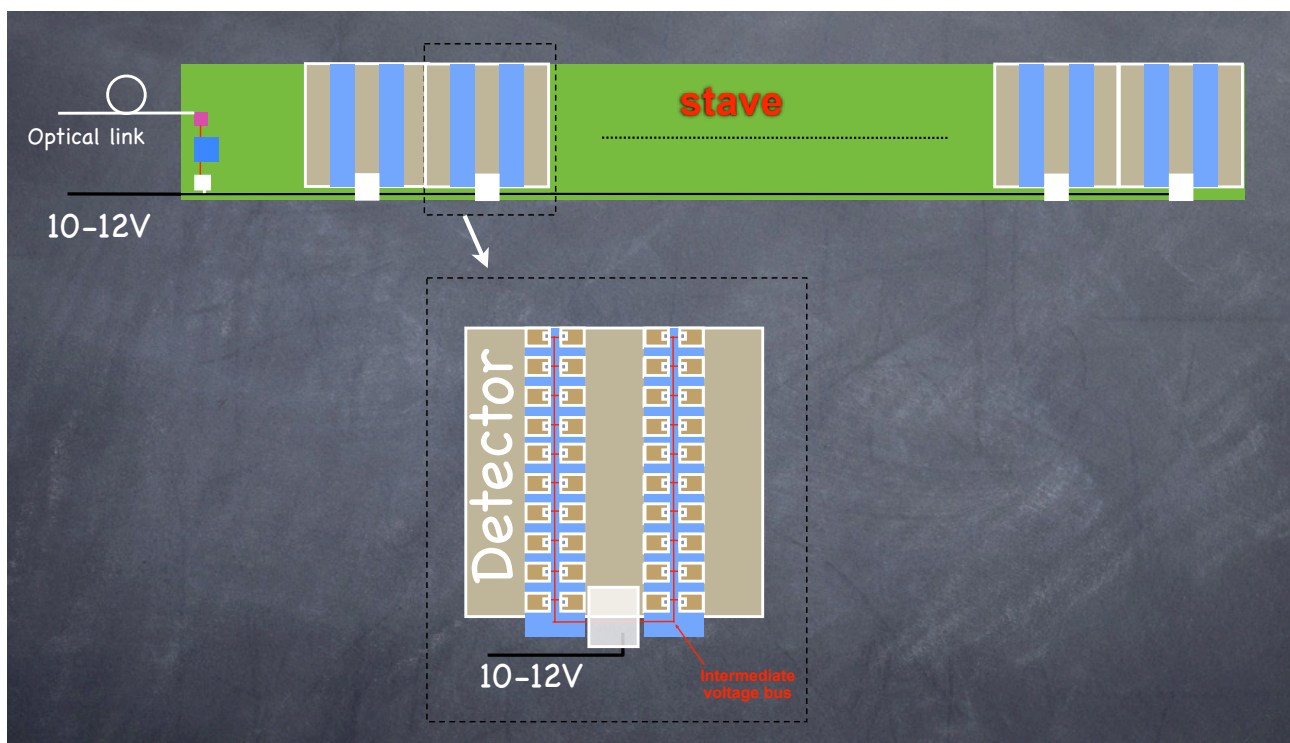 stave
Optical link
10-12V
Detector
10-12V
Intermediate
voltage bus